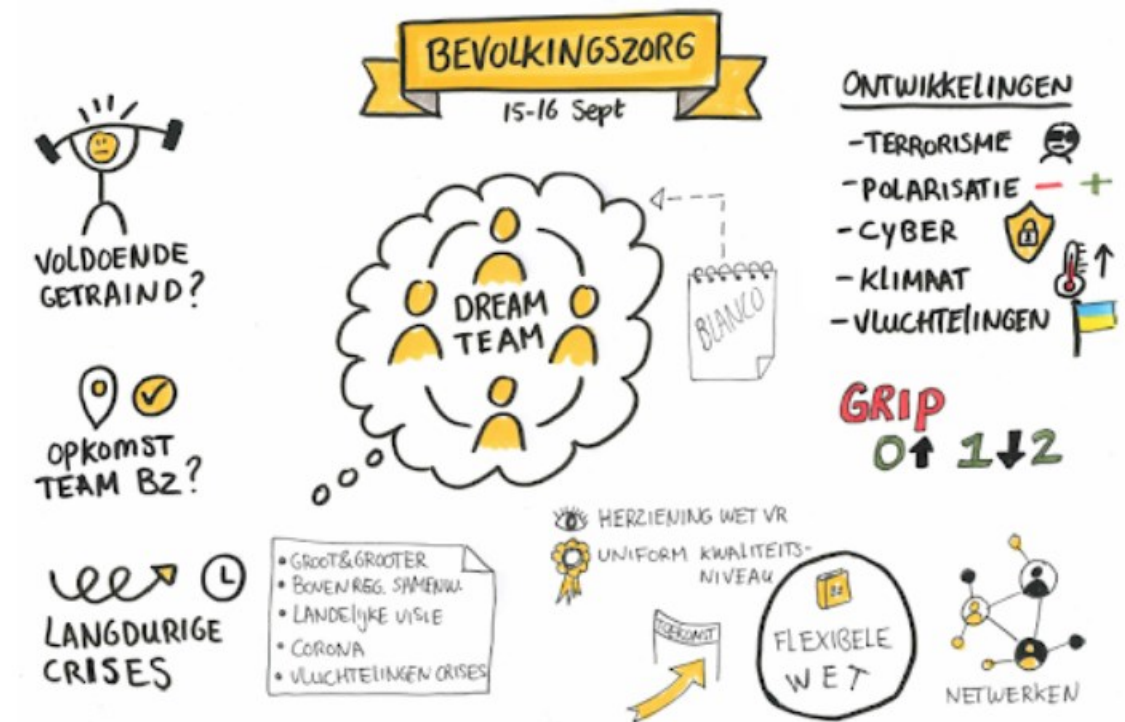 BEVOLKINGSZORG
15-16 Sept
VOLDOENDE
GETRAIND?
OPKOMST
TEAM BZ?
LANGDURIGE
CRISES
DREAM
TEAM
BLANCO
ONTWIKKELINGEN
-TERRORISME
-POLARISATIE - +
-CYBER
-KLIMAAT
-VLUCHTELINGEN
GRIP
0 1 2
• GROOT&GROOTER
• BOVENREG. SAMENW.
• LANDELIJKE VISIE
• CORONA
• VLUCHTELINGEN CRISES
HERZIENING WET VR
UNIFORM KWALITEITS-
NIVEAU
TOEKOMST
BZ
FLEXIBELE
WET
NETWERKEN